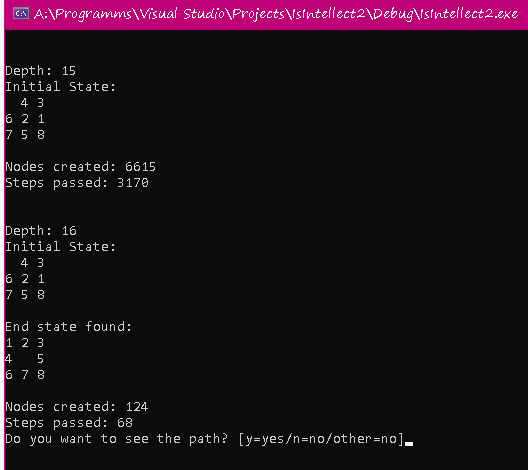 A:\Programms\Visual Studio\Projects\IsIntellect2\Debug\IsIntellect2.exe
Depth: 15
Initial State:
  4 3
6 2 1
7 5 8
Nodes created: 6615
Steps passed: 3170
Depth: 16
Initial State:
  4 3
6 2 1
7 5 8
End state found:
1 2 3
4   5
6 7 8
Nodes created: 124
Steps passed: 68
Do you want to see the path? [y=yes/n=no/other=no]